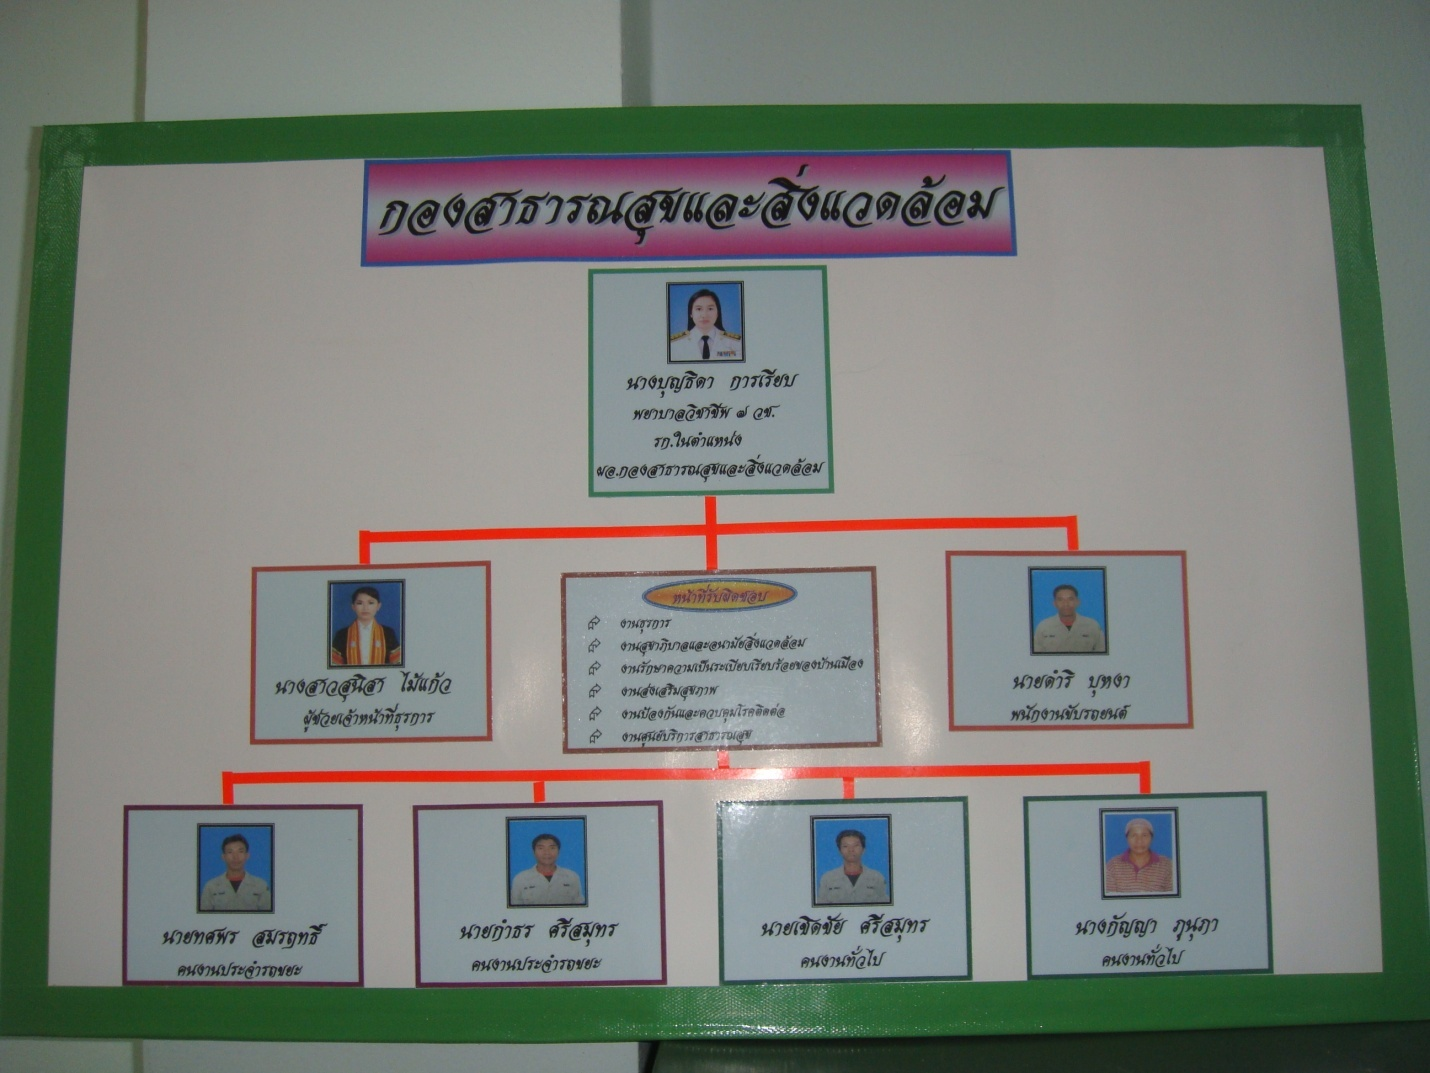 กองสาธารณสุขและสิ่งแวดล้อม
นางบุญธิดา การเรียบ
พยาบาลวิชาชีพ ๗ วช.
รก.ในตำแหน่ง
ผอ.กองสาธารณสุขและสิ่งแวดล้อม
นางสาวสุนิสา ไม้แก้ว
ผู้ช่วยเจ้าหน้าที่ธุรการ
หน้าที่รับผิดชอบ
งานธุรการ
งานสุขาภิบาลและอนามัยสิ่งแวดล้อม
งานรักษาความเป็นระเบียบเรียบร้อยของบ้านเมือง
งานส่งเสริมสุขภาพ
งานป้องกันและควบคุมโรคติดต่อ
งานศูนย์บริการสาธารณสุข
นายดำริ บุทงา
พนักงานขับรถยนต์
นายทศพร สมรฤทธิ์
คนงานประจำรถขยะ
นายกำธร ศรีสมุทร
คนงานประจำรถขยะ
นายเชิดชัย ศรีสมุทร
คนงานทั่วไป
นางกัญญา ภูนุภา
คนงานทั่วไป